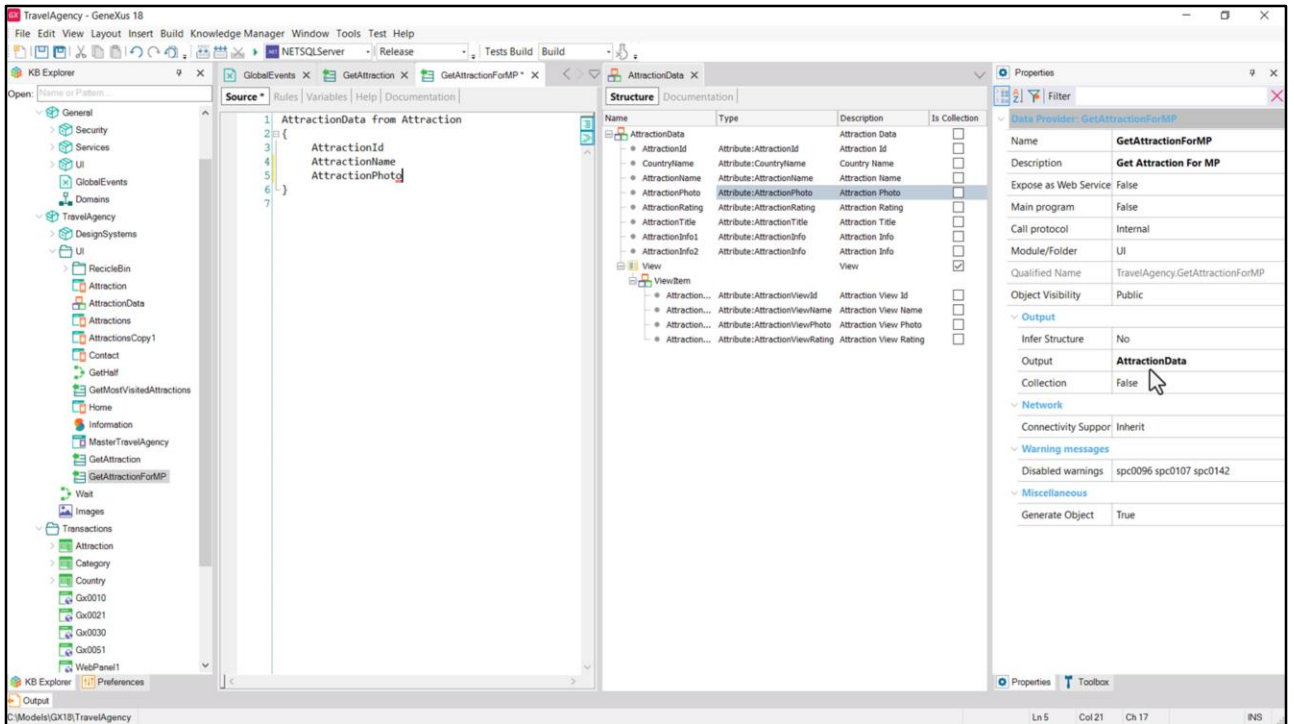 GX TravelAgency - GeneXus 18
File Edit View Layout Insert Build Knowledge Manager Window Tools Test Help
NETSQLServer Release Tests Build Build
KB Explorer
Open: Name or Pattern...
General
Security
Services
UI
GlobalEvents
Domains
TravelAgency
DesignSystems
UI
RecicleBin
Attraction
AttractionData
Attractions
AttractionsCopy1
Contact
GetHalf
GetMostVisitedAttractions
Home
Information
MasterTravelAgency
GetAttraction
GetAttractionForMP
Wait
Images
Transactions
Attraction
Category
Country
Gx0010
Gx0021
Gx0030
Gx0051
WebPanel1
KB Explorer Preferences
GlobalEvents X GetAttraction X GetAttractionForMP * X
Source * Rules Variables Help Documentation
1 AttractionData from Attraction
2 {
3 AttractionId
4 AttractionName
5 AttractionPhoto
6 }
7
AttractionData X
Structure Documentation
Name Type Description Is Collection
AttractionData Attraction Data
AttractionId Attribute:AttractionId Attraction Id
CountryName Attribute:CountryName Country Name
AttractionName Attribute:AttractionName Attraction Name
AttractionPhoto Attribute:AttractionPhoto Attraction Photo
AttractionRating Attribute:AttractionRating Attraction Rating
AttractionTitle Attribute:AttractionTitle Attraction Title
AttractionInfo1 Attribute:AttractionInfo Attraction Info
AttractionInfo2 Attribute:AttractionInfo Attraction Info
View View
ViewItem
Attraction... Attribute:AttractionViewId Attraction View Id
Attraction... Attribute:AttractionViewName Attraction View Name
Attraction... Attribute:AttractionViewPhoto Attraction View Photo
Attraction... Attribute:AttractionViewRating Attraction View Rating
Properties
Filter
Data Provider: GetAttractionForMP
Name GetAttractionForMP
Description Get Attraction For MP
Expose as Web Service False
Main program False
Call protocol Internal
Module/Folder UI
Qualified Name TravelAgency.GetAttractionForMP
Object Visibility Public
Output
Infer Structure No
Output AttractionData
Collection False
Network
Connectivity Suppor Inherit
Warning messages
Disabled warnings spc0096 spc0107 spc0142
Miscellaneous
Generate Object True
Properties Toolbox
Output
C:\Models\GX18\TravelAgency Ln 5 Col 21 Ch 17 INS